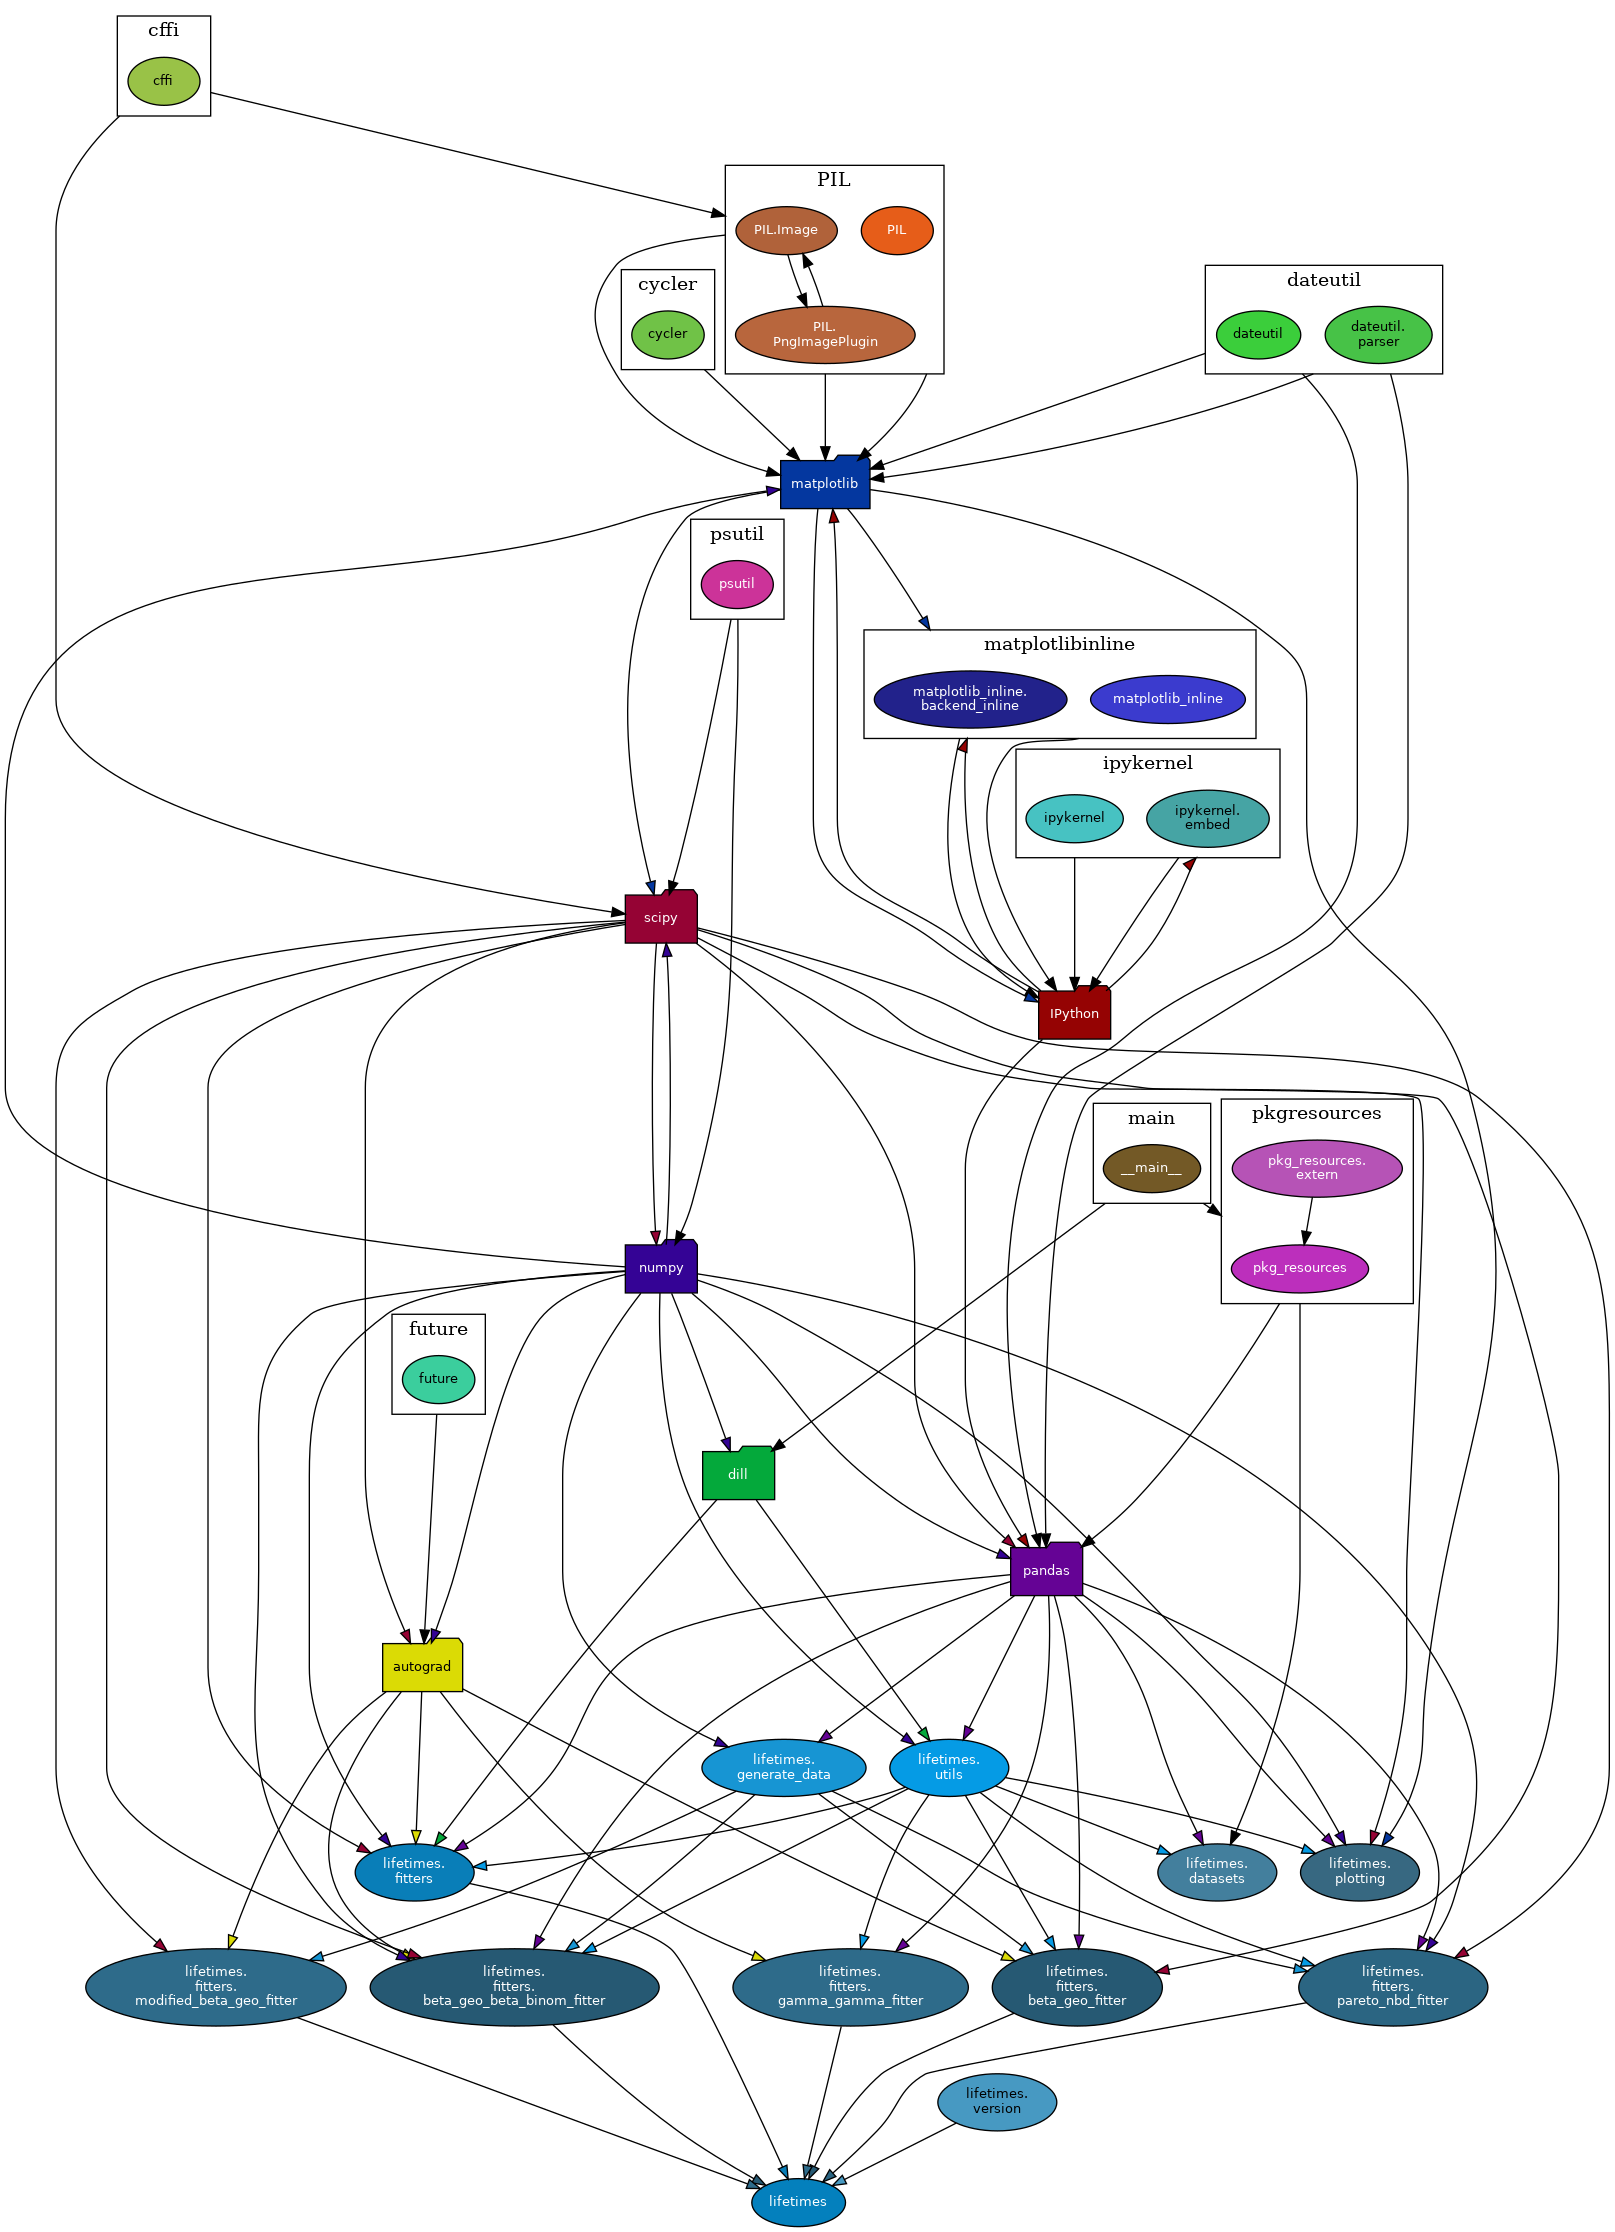 cffi
cffi
PIL
PIL.Image
PIL
cycler
cycler
PIL.
PngImagePlugin
dateutil
dateutil
dateutil.
parser
matplotlib
psutil
psutil
matplotlibinline
matplotlib_inline.
backend_inline
matplotlib_inline
ipykernel
ipykernel
ipykernel.
embed
scipy
IPython
main
__main__
pkgresources
pkg_resources.
extern
pkg_resources
numpy
future
future
dill
pandas
autograd
lifetimes.
generate_data
lifetimes.
utils
lifetimes.
fitters
lifetimes.
datasets
lifetimes.
plotting
lifetimes.
fitters.
modified_beta_geo_fitter
lifetimes.
fitters.
beta_geo_beta_binom_fitter
lifetimes.
fitters.
gamma_gamma_fitter
lifetimes.
fitters.
beta_geo_fitter
lifetimes.
fitters.
pareto_nbd_fitter
lifetimes.
version
lifetimes